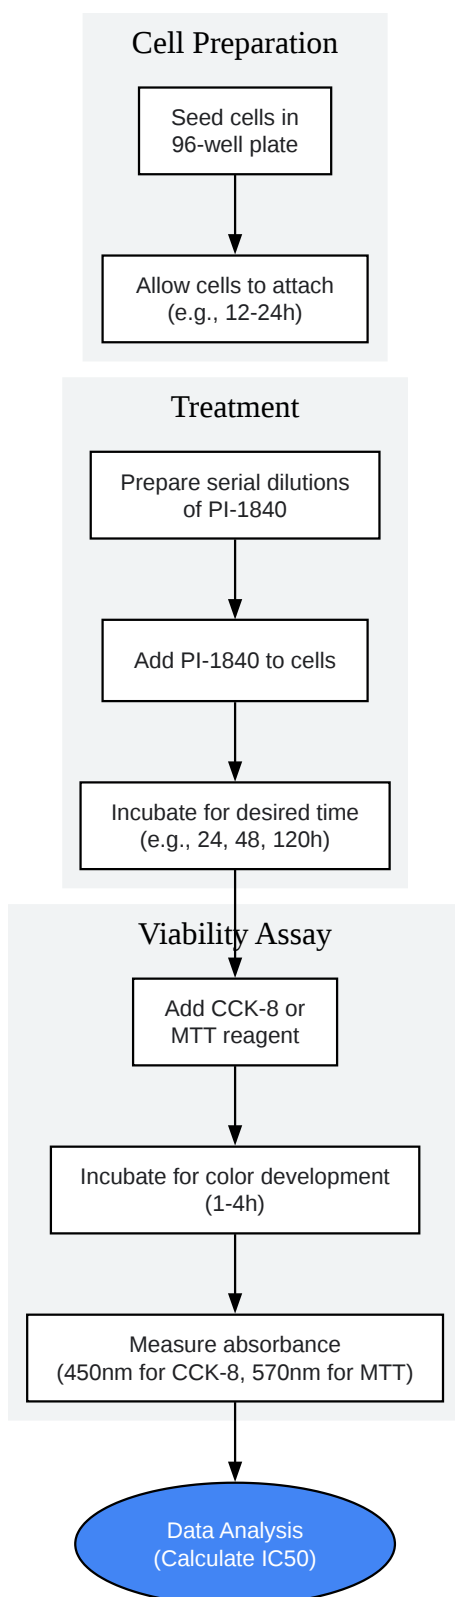 Cell Preparation
Seed cells in
96-well plate
Allow cells to attach
(e.g., 12-24h)
Treatment
Prepare serial dilutions
of PI-1840
Add PI-1840 to cells
Incubate for desired time
(e.g., 24, 48, 120h)
Viability Assay
Add CCK-8 or
MTT reagent
Incubate for color development
(1-4h)
Measure absorbance
(450nm for CCK-8, 570nm for MTT)
Data Analysis
(Calculate IC50)